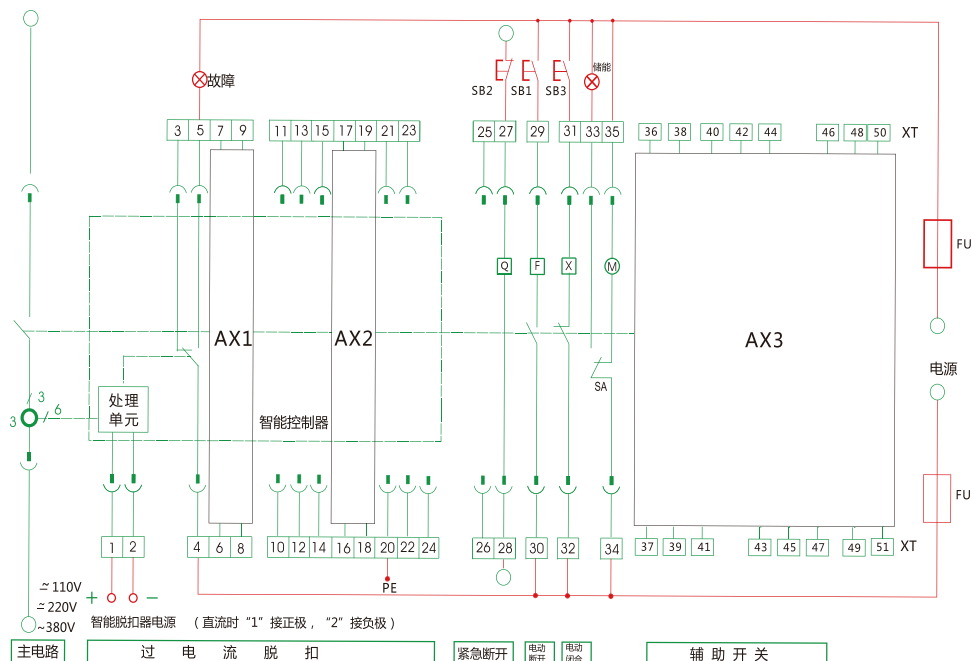 故障
储能
SB2 SB1 SB3
3 5 7 9 11 13 15 17 19 21 23 25 27 29 31 33 35 36 38 40 42 44 46 48 50 XT
FU
Q F X M
AX1 AX2 AX3
电源
SA
3
6
3
处理
单元
智能控制器
FU
1 2 4 6 8 10 12 14 16 18 20 22 24 26 28 30 32 34 37 39 41 43 45 47 49 51 XT
PE
≃110V
≃220V
~380V
+ −
智能脱扣器电源 （直流时“1”接正极，“2”接负极）
主电路 过电流脱扣 紧急断开 电动 电动 辅助开关
断开 闭合